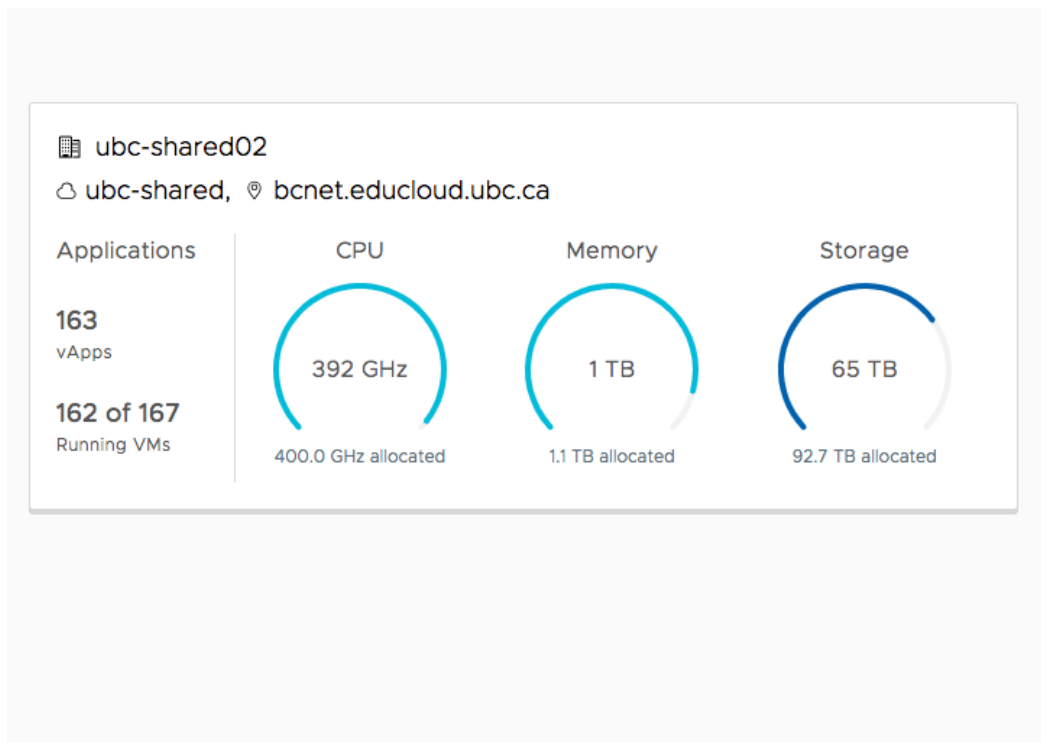 ubc-shared02
ubc-shared, bcnet.educloud.ubc.ca
Applications
163
vApps
162 of 167
Running VMs
CPU
392 GHz
400.0 GHz allocated
Memory
1 TB
1.1 TB allocated
Storage
65 TB
92.7 TB allocated